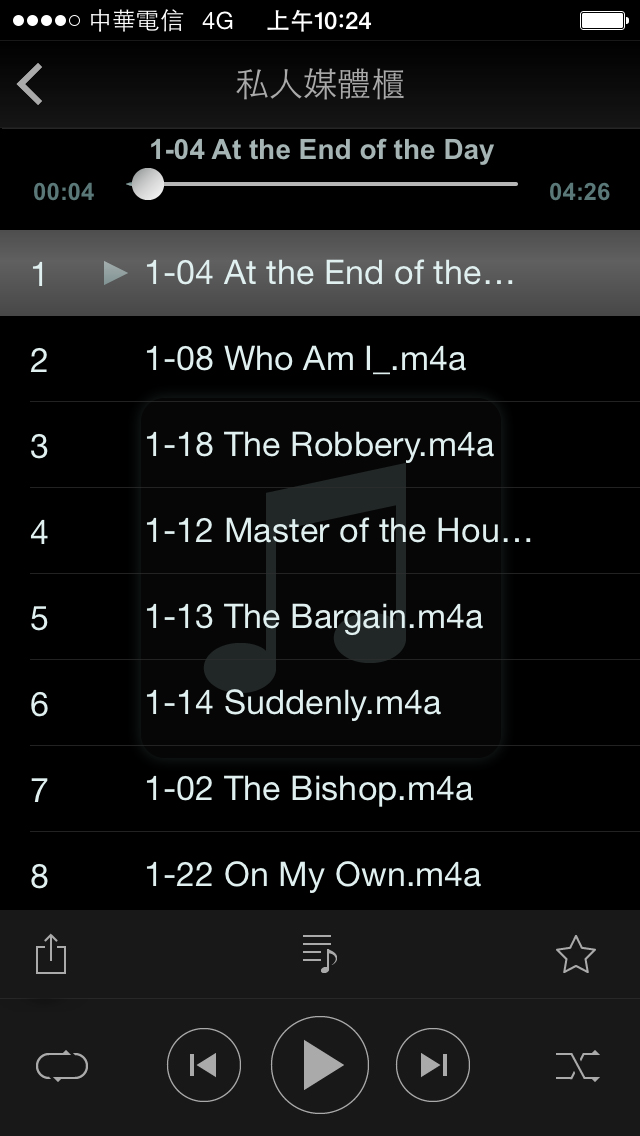 中華電信 4G 上午10:24
私人媒體櫃
1-04 At the End of the Day
00:04 04:26
1 1-04 At the End of the…
2 1-08 Who Am I_.m4a
3 1-18 The Robbery.m4a
4 1-12 Master of the Hou…
5 1-13 The Bargain.m4a
6 1-14 Suddenly.m4a
7 1-02 The Bishop.m4a
8 1-22 On My Own.m4a